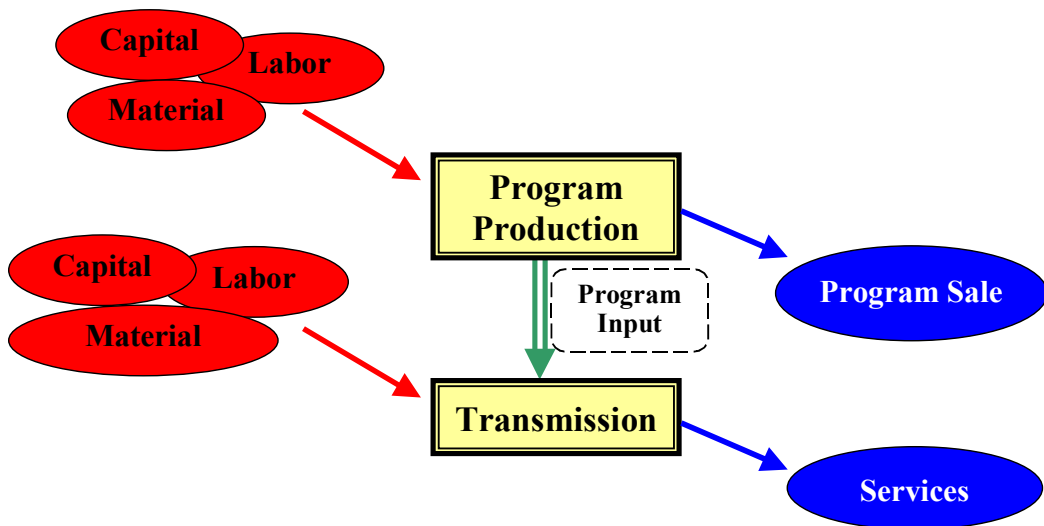 Capital
Labor
Material
Program
Production
Capital
Labor
Material
Program
Input
Program Sale
Transmission
Services